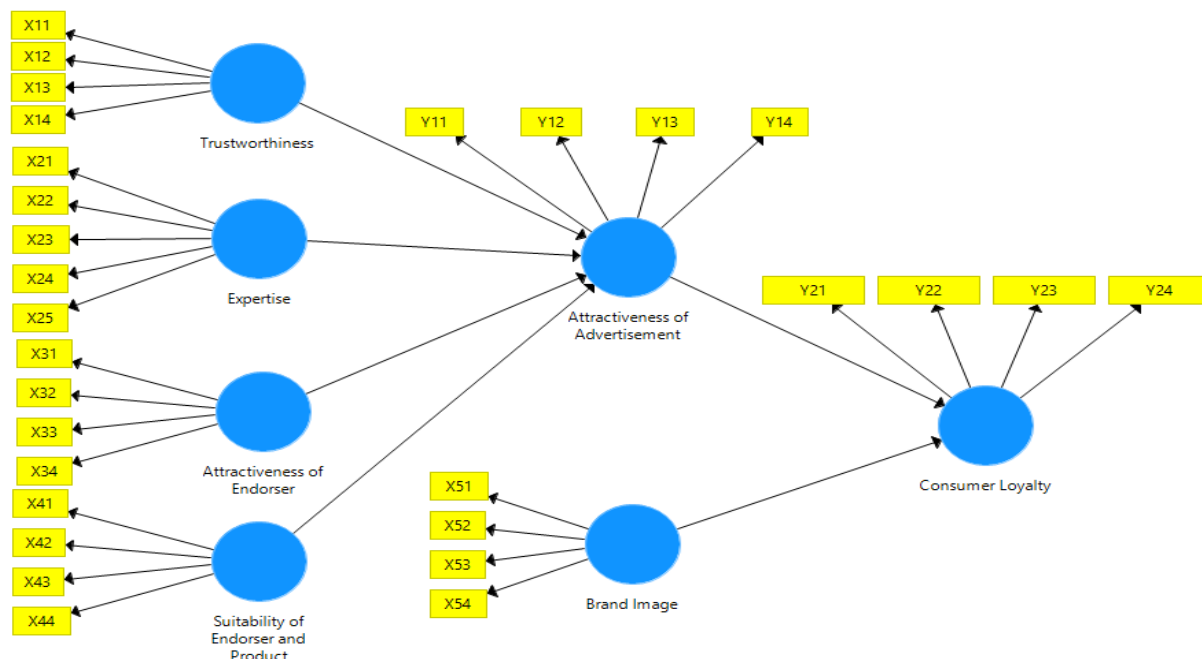 X11
X12
X13
X14
Trustworthiness
X21
X22
X23
X24
X25
Expertise
X31
X32
X33
X34
Attractiveness of
Endorser
X41
X42
X43
X44
Suitability of
Endorser and
Product
Y11
Y12
Y13
Y14
Attractiveness of
Advertisement
X51
X52
X53
X54
Brand Image
Y21
Y22
Y23
Y24
Consumer Loyalty